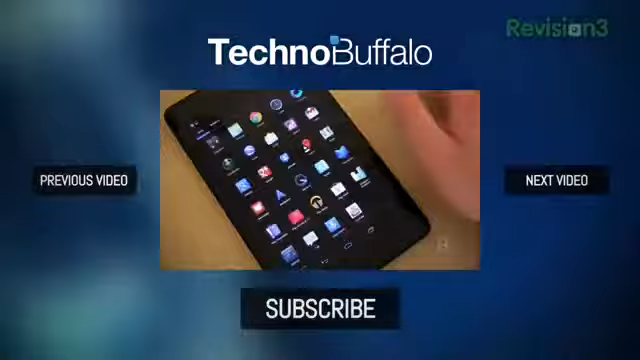 Revision3
TechnoBuffalo
PREVIOUS VIDEO
NEXT VIDEO
SUBSCRIBE